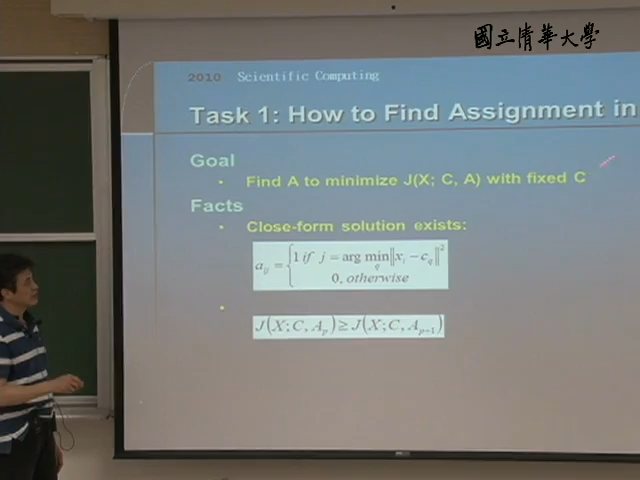 國立清華大學
2010 Scientific Computing
Task 1: How to Find Assignment in
Goal
• Find A to minimize J(X; C, A) with fixed C
Facts
• Close-form solution exists:
a_ij = { 1 if j = arg min_q ||x_i − c_q||^2
0, otherwise
•
J(X; C, A_p) ≥ J(X; C, A_{p+1})